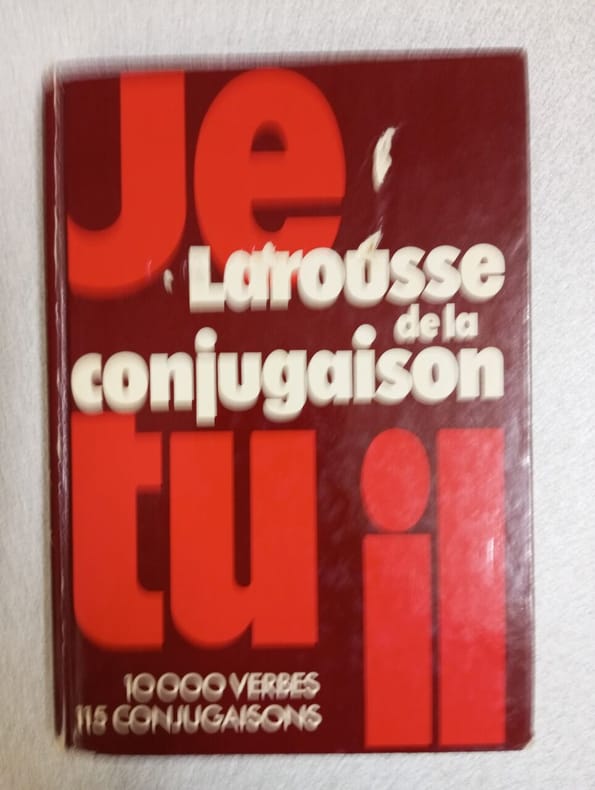 Je
Larousse
de la
conjugaison
tu il
10 000 VERBES
115 CONJUGAISONS